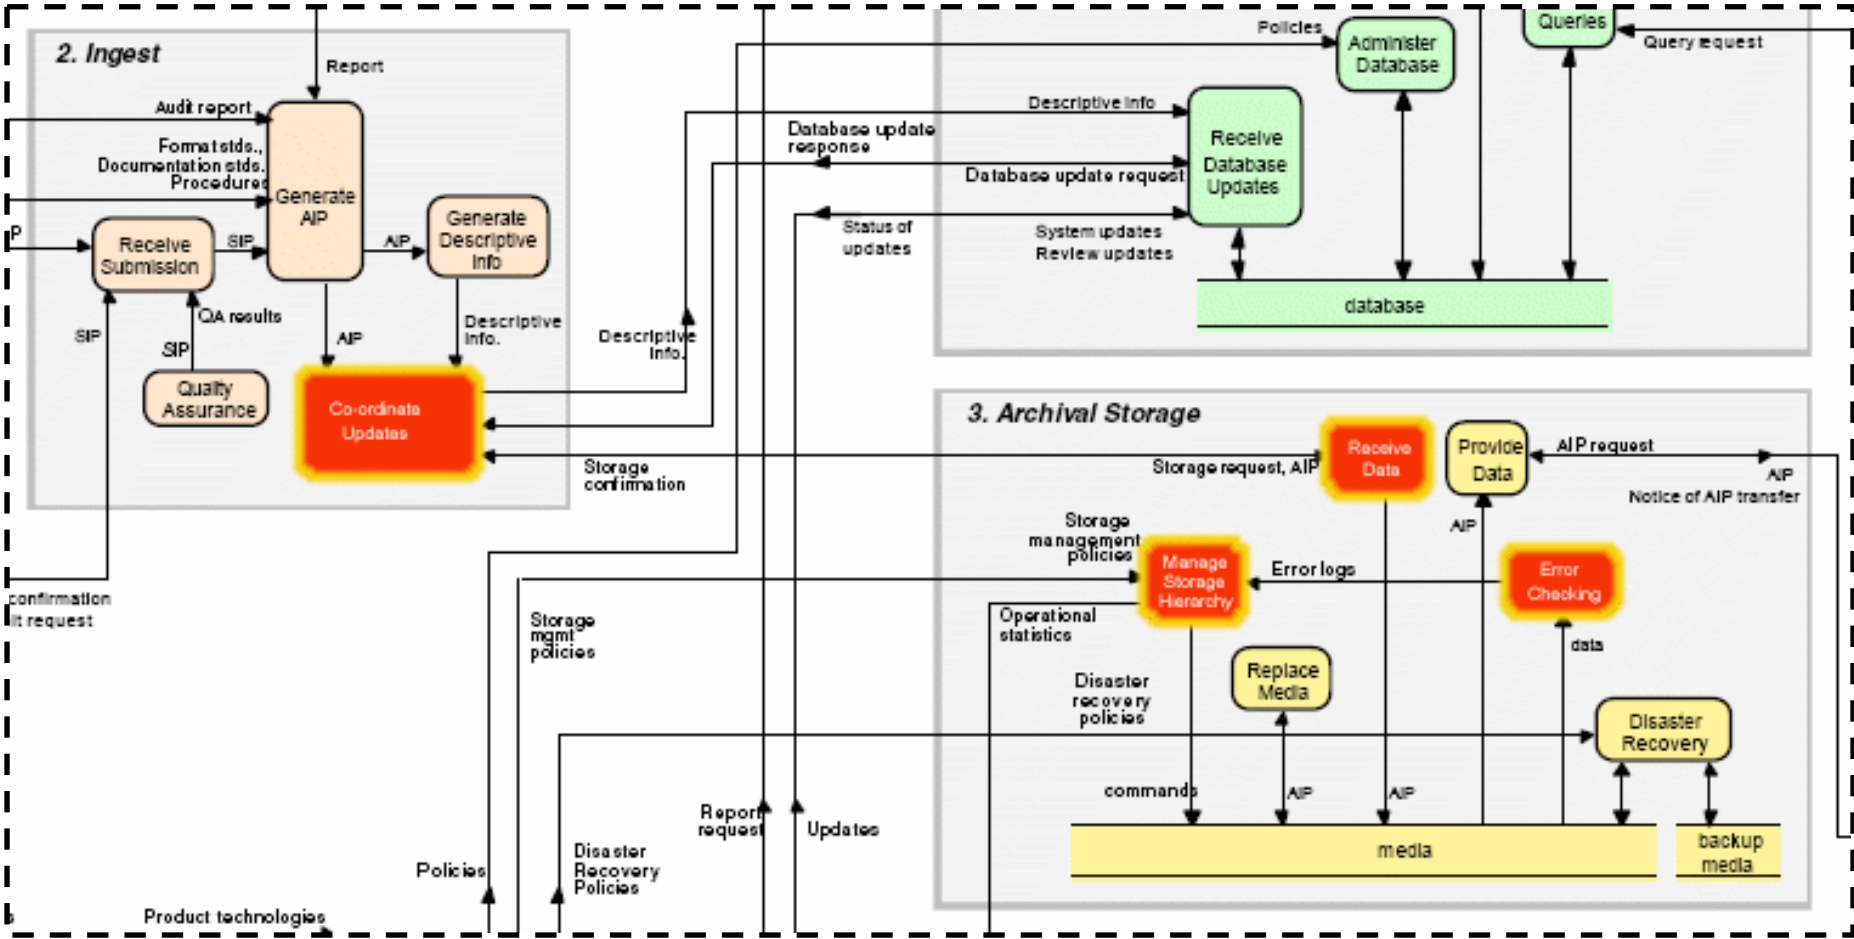 2. Ingest
Report
Audit report
Format stds.,
Documentation stds.
Procedures
Generate
AIP
P
Receive
Submission
SIP
AIP
Generate
Descriptive
Info
SIP
QA results
SIP
AIP
Descriptive
Info.
Quality
Assurance
Co-ordinate
Updates
confirmation
it request
Product technologies
Descriptive
Info.
Storage
confirmation
Storage
mgmt
policies
Policies
Disaster
Recovery
Policies
Report
request
Updates
Policies
Administer
Database
Queries
Query request
Descriptive info
Database update
response
Database update request
Receive
Database
Updates
Status of
updates
System updates
Review updates
database
3. Archival Storage
Storage request, AIP
Receive
Data
Provide
Data
AIP request
AIP
Notice of AIP transfer
AIP
Storage
management
policies
Manage
Storage
Hierarchy
Error logs
Error
Checking
Operational
statistics
data
Replace
Media
Disaster
recovery
policies
Disaster
Recovery
commands
AIP
AIP
media
backup
media